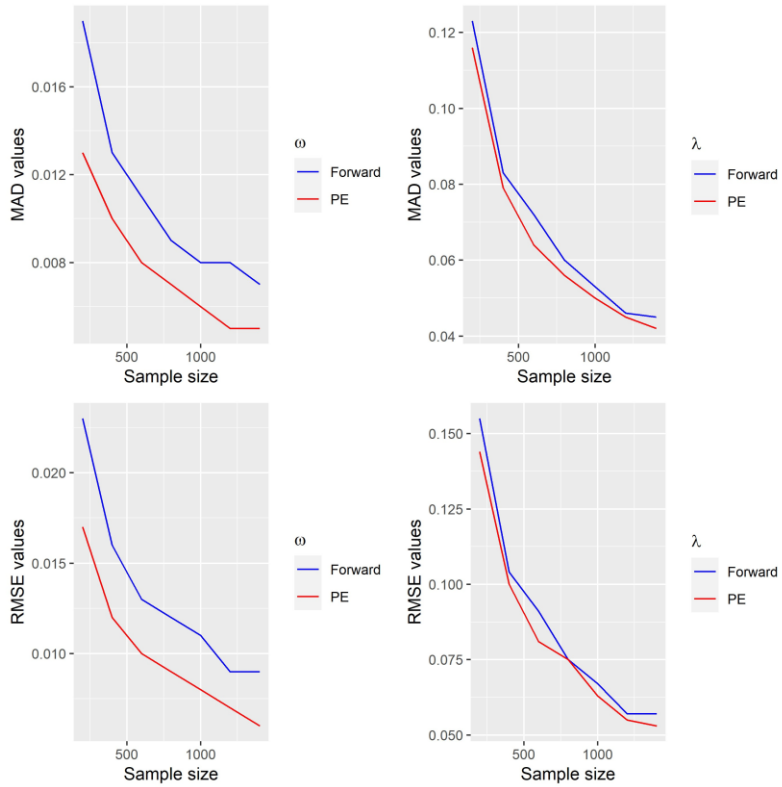 MAD values
0.016
0.012
0.008
500
1000
Sample size
ω
Forward
PE
MAD values
0.12
0.10
0.08
0.06
0.04
500
1000
Sample size
λ
Forward
PE
RMSE values
0.020
0.015
0.010
500
1000
Sample size
ω
Forward
PE
RMSE values
0.150
0.125
0.100
0.075
0.050
500
1000
Sample size
λ
Forward
PE